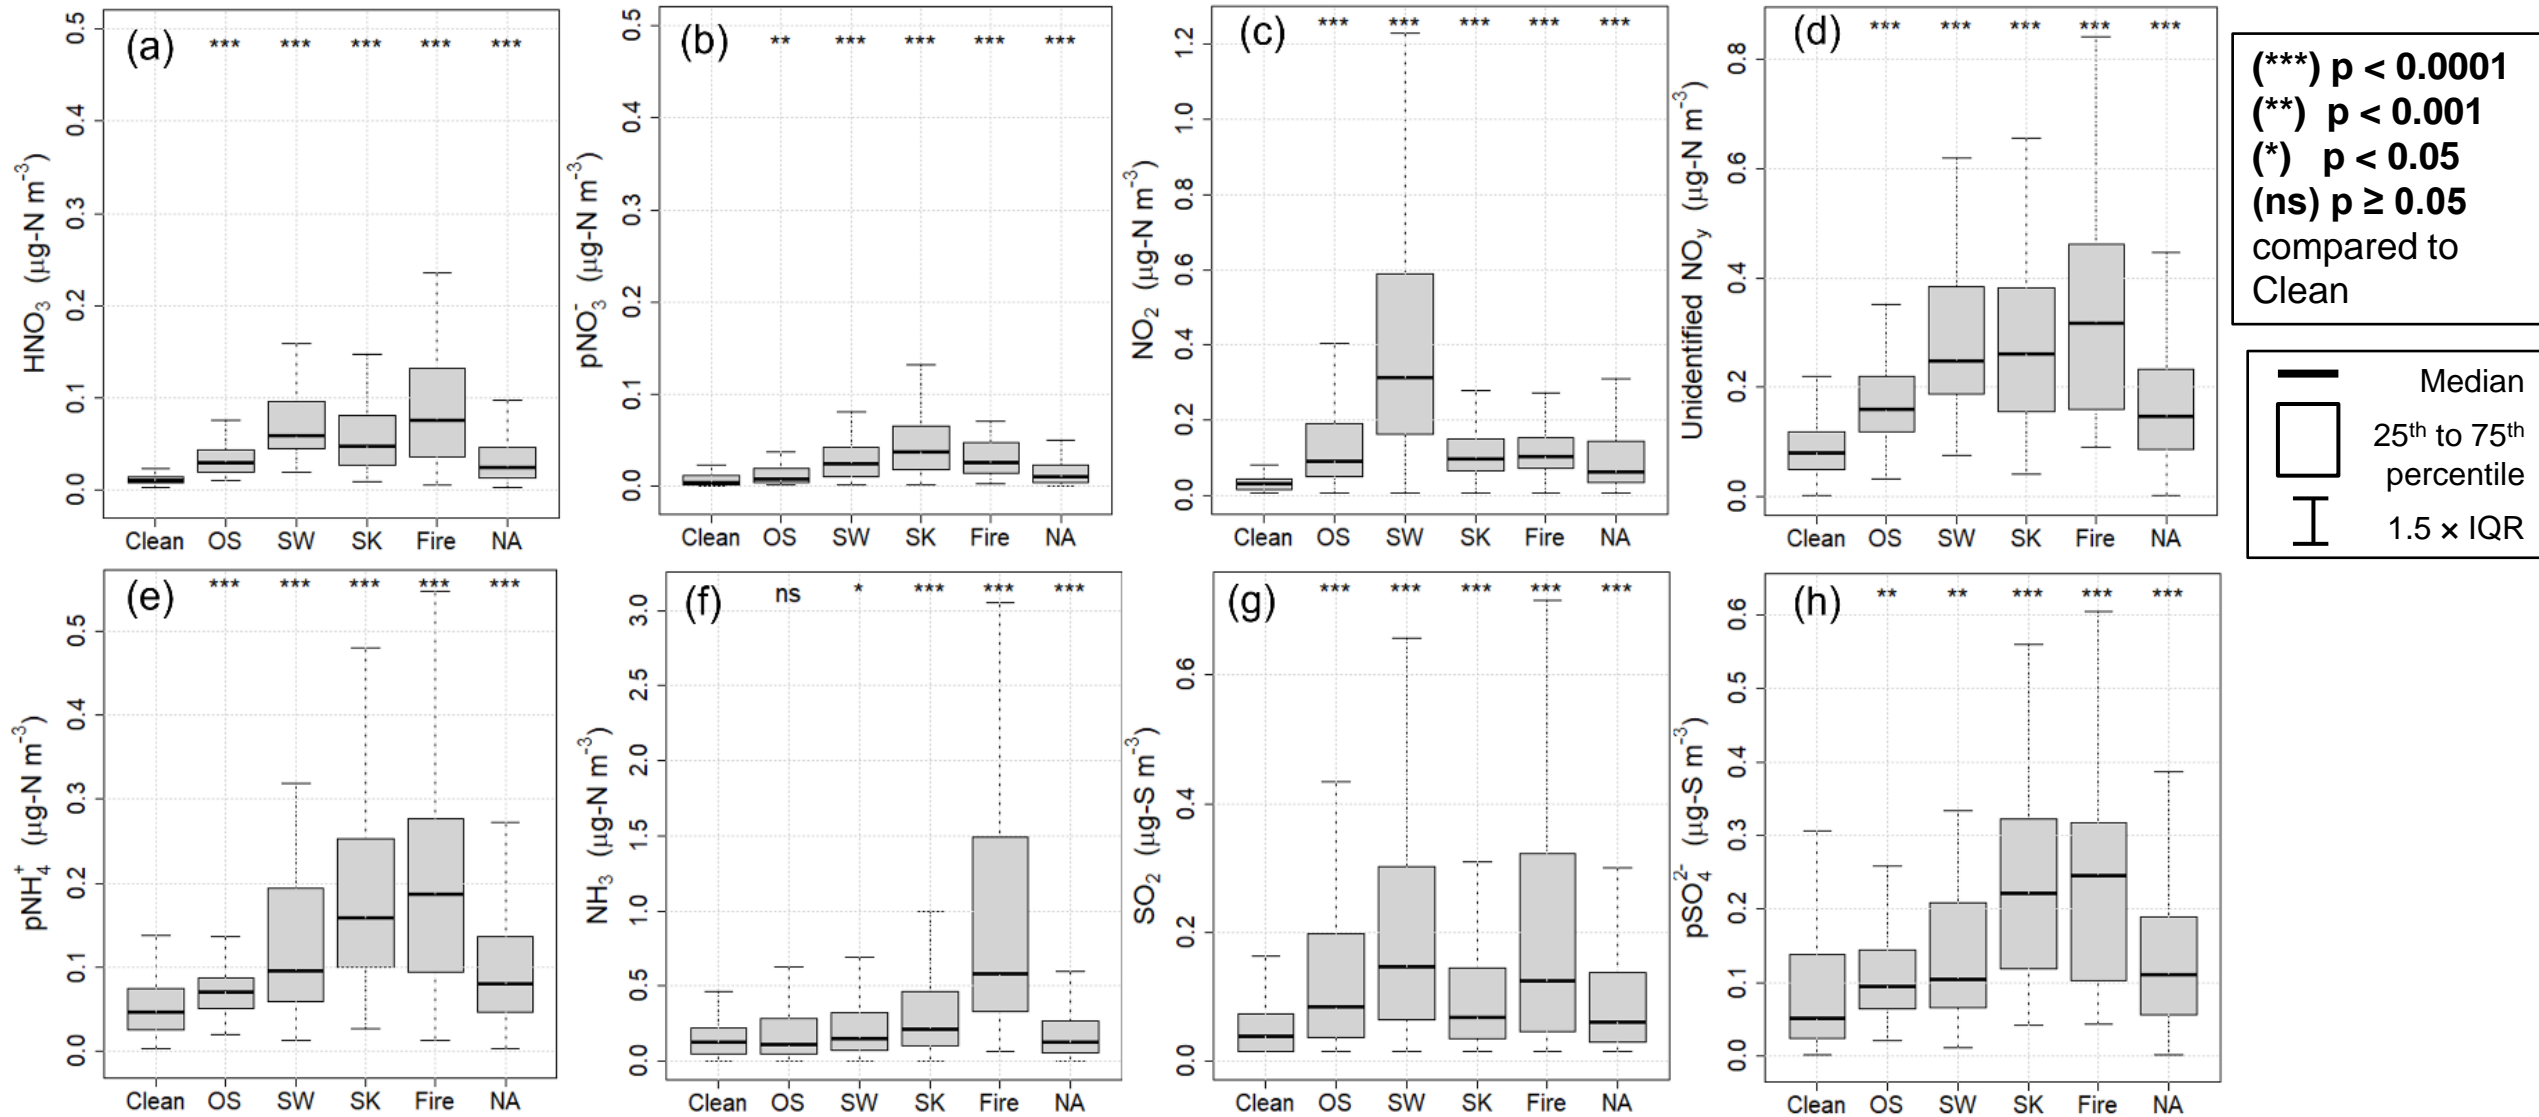 (a)
*** *** *** *** ***
HNO₃ (μg-N m⁻³)
0.0 0.1 0.2 0.3 0.4 0.5
Clean OS SW SK Fire NA
(b)
** *** *** *** ***
pNO₃⁻ (μg-N m⁻³)
0.0 0.1 0.2 0.3 0.4 0.5
Clean OS SW SK Fire NA
(c)
*** *** *** *** ***
NO₂ (μg-N m⁻³)
0.0 0.2 0.4 0.6 0.8 1.0 1.2
Clean OS SW SK Fire NA
(d)
*** *** *** *** ***
Unidentified NOy (μg-N m⁻³)
0.0 0.2 0.4 0.6 0.8
Clean OS SW SK Fire NA
(***) p < 0.0001
(**) p < 0.001
(*) p < 0.05
(ns) p ≥ 0.05
compared to
Clean
Median
25th to 75th
percentile
1.5 × IQR
(e)
*** *** *** *** ***
pNH₄⁺ (μg-N m⁻³)
0.0 0.1 0.2 0.3 0.4 0.5
Clean OS SW SK Fire NA
(f)
ns * *** *** ***
NH₃ (μg-N m⁻³)
0.0 0.5 1.0 1.5 2.0 2.5 3.0
Clean OS SW SK Fire NA
(g)
*** *** *** *** ***
SO₂ (μg-S m⁻³)
0.0 0.2 0.4 0.6
Clean OS SW SK Fire NA
(h)
** ** *** *** ***
pSO₄²⁻ (μg-S m⁻³)
0.0 0.1 0.2 0.3 0.4 0.5 0.6
Clean OS SW SK Fire NA